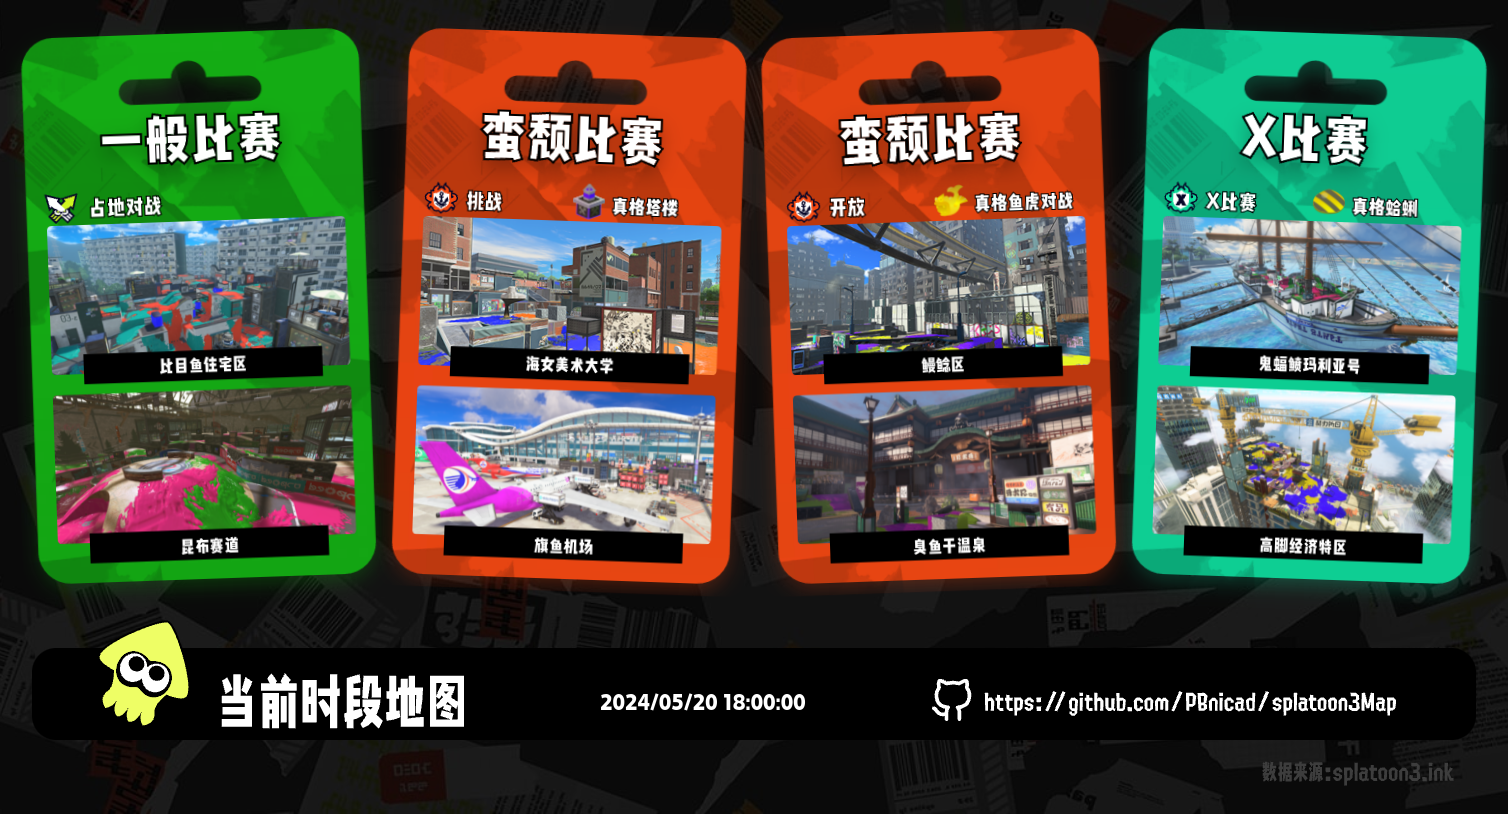 一般比赛
占地对战
比目鱼住宅区
昆布赛道
蛮颓比赛
挑战
真格塔楼
海女美术大学
旗鱼机场
蛮颓比赛
开放
真格鱼虎对战
鳗鲶区
臭鱼干温泉
X比赛
X比赛
真格蛤蜊
鬼蝠鲼玛利亚号
高脚经济特区
当前时段地图
2024/05/20 18:00:00
https://github.com/PBnicad/splatoon3Map
数据来源:splatoon3.ink